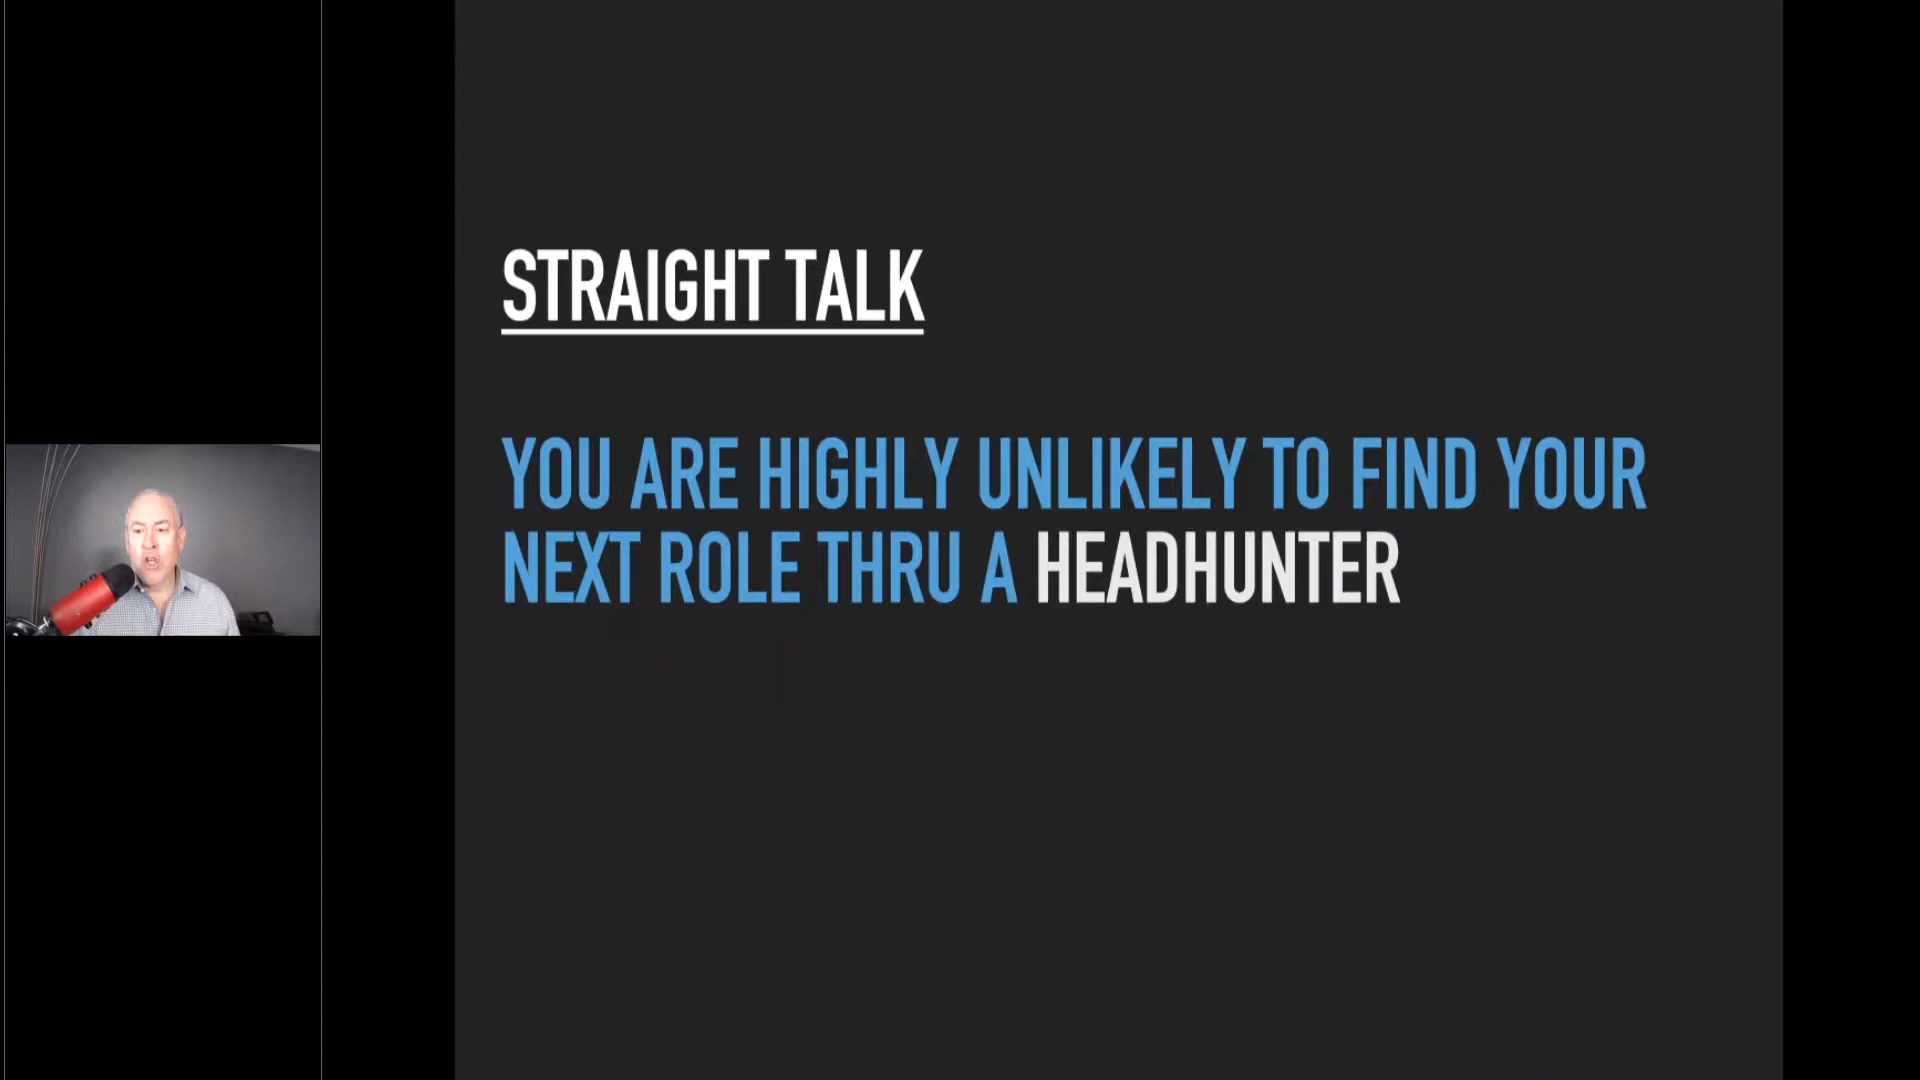 STRAIGHT TALK
YOU ARE HIGHLY UNLIKELY TO FIND YOUR
NEXT ROLE THRU A HEADHUNTER